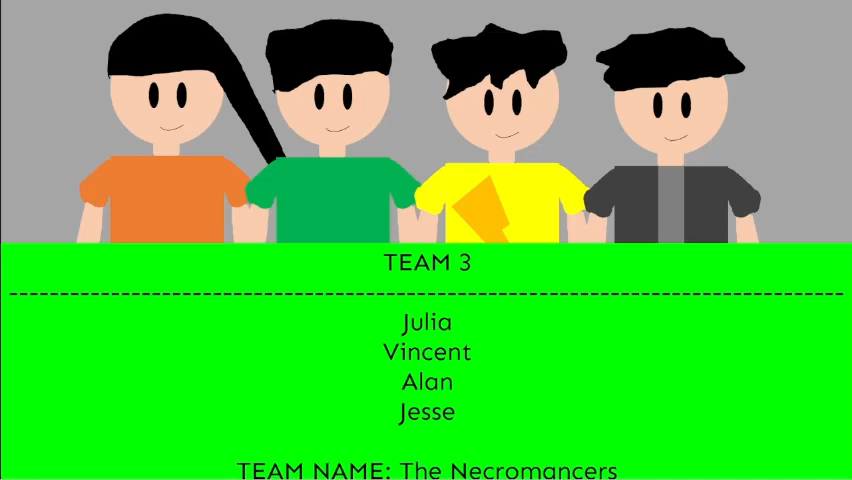 TEAM 3
Julia
Vincent
Alan
Jesse
TEAM NAME: The Necromancers